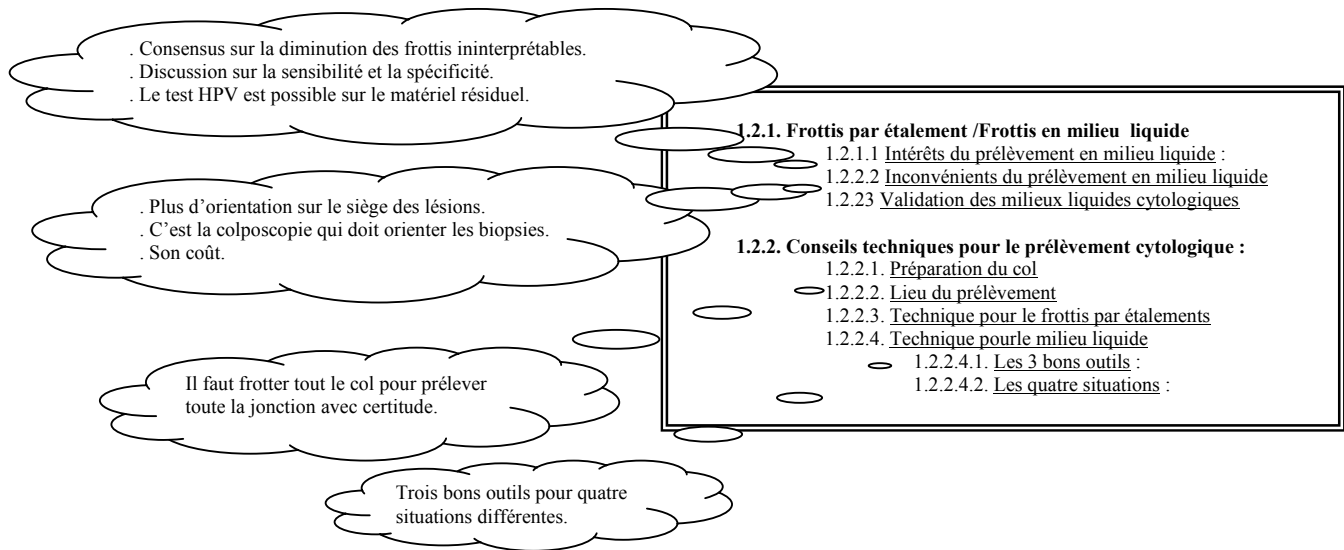 . Consensus sur la diminution des frottis ininterprétables.
. Discussion sur la sensibilité et la spécificité.
. Le test HPV est possible sur le matériel résiduel.
. Plus d'orientation sur le siège des lésions.
. C'est la colposcopie qui doit orienter les biopsies.
. Son coût.
Il faut frotter tout le col pour prélever
toute la jonction avec certitude.
Trois bons outils pour quatre
situations différentes.
1.2.1. Frottis par étalement /Frottis en milieu liquide
1.2.1.1 Intérêts du prélèvement en milieu liquide :
1.2.2.2 Inconvénients du prélèvement en milieu liquide
1.2.23 Validation des milieux liquides cytologiques
1.2.2. Conseils techniques pour le prélèvement cytologique :
1.2.2.1. Préparation du col
1.2.2.2. Lieu du prélèvement
1.2.2.3. Technique pour le frottis par étalements
1.2.2.4. Technique pourle milieu liquide
1.2.2.4.1. Les 3 bons outils :
1.2.2.4.2. Les quatre situations :